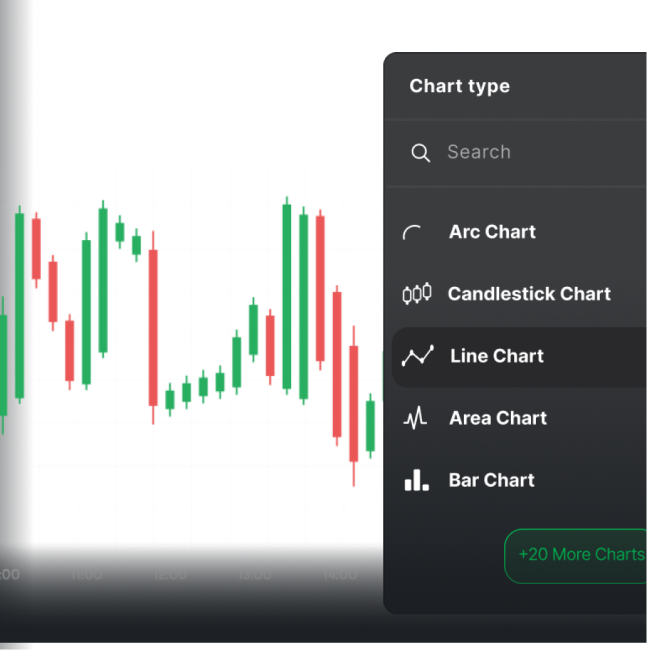 Chart type
Search
Arc Chart
Candlestick Chart
Line Chart
Area Chart
Bar Chart
+20 More Charts
:00 11:00 12:00 13:00 14:00